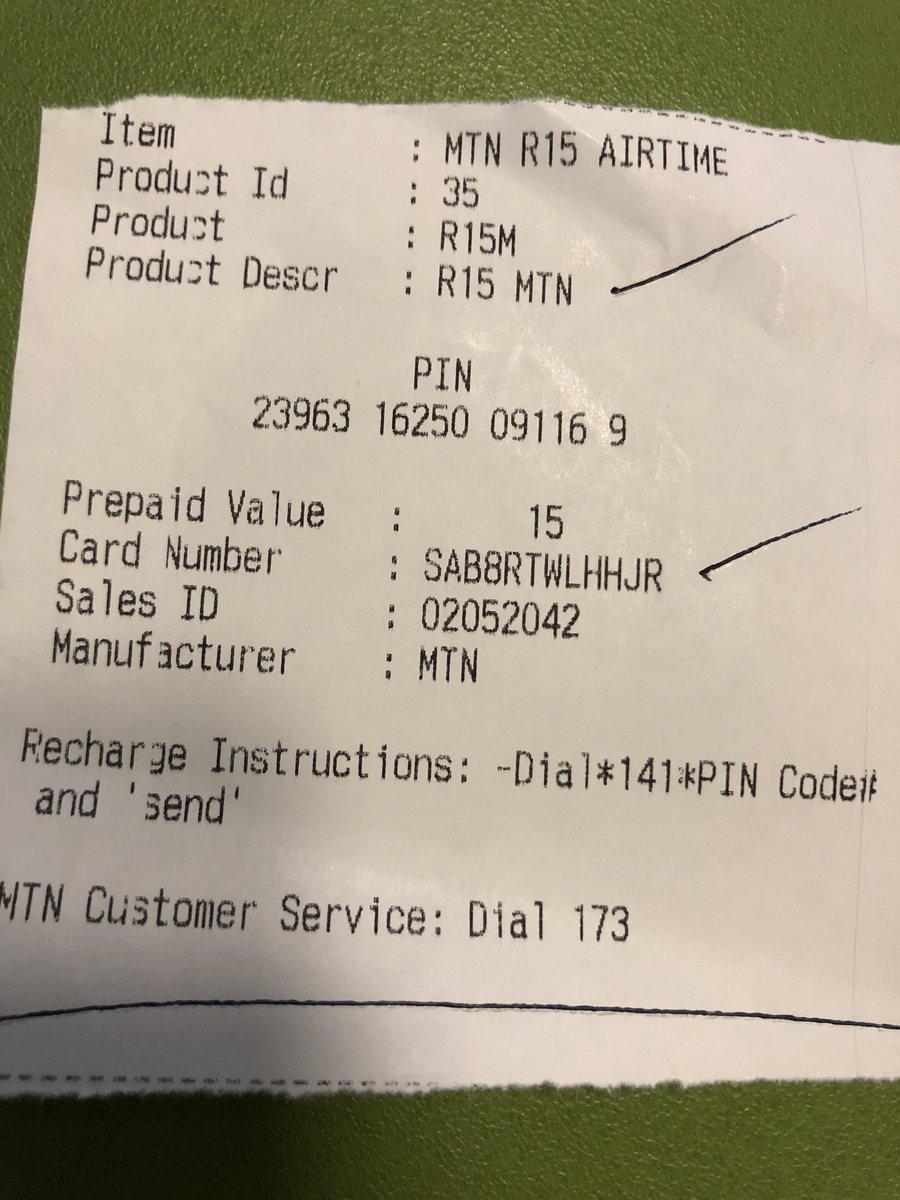 Item : MTN R15 AIRTIME
Product Id : 35
Product : R15M
Product Descr : R15 MTN
PIN
23963 16250 09116 9
Prepaid Value : 15
Card Number : SAB8RTWLHHJR
Sales ID : 02052042
Manufacturer : MTN
Recharge Instructions: -Dial*141*PIN Code#
and 'send'
MTN Customer Service: Dial 173